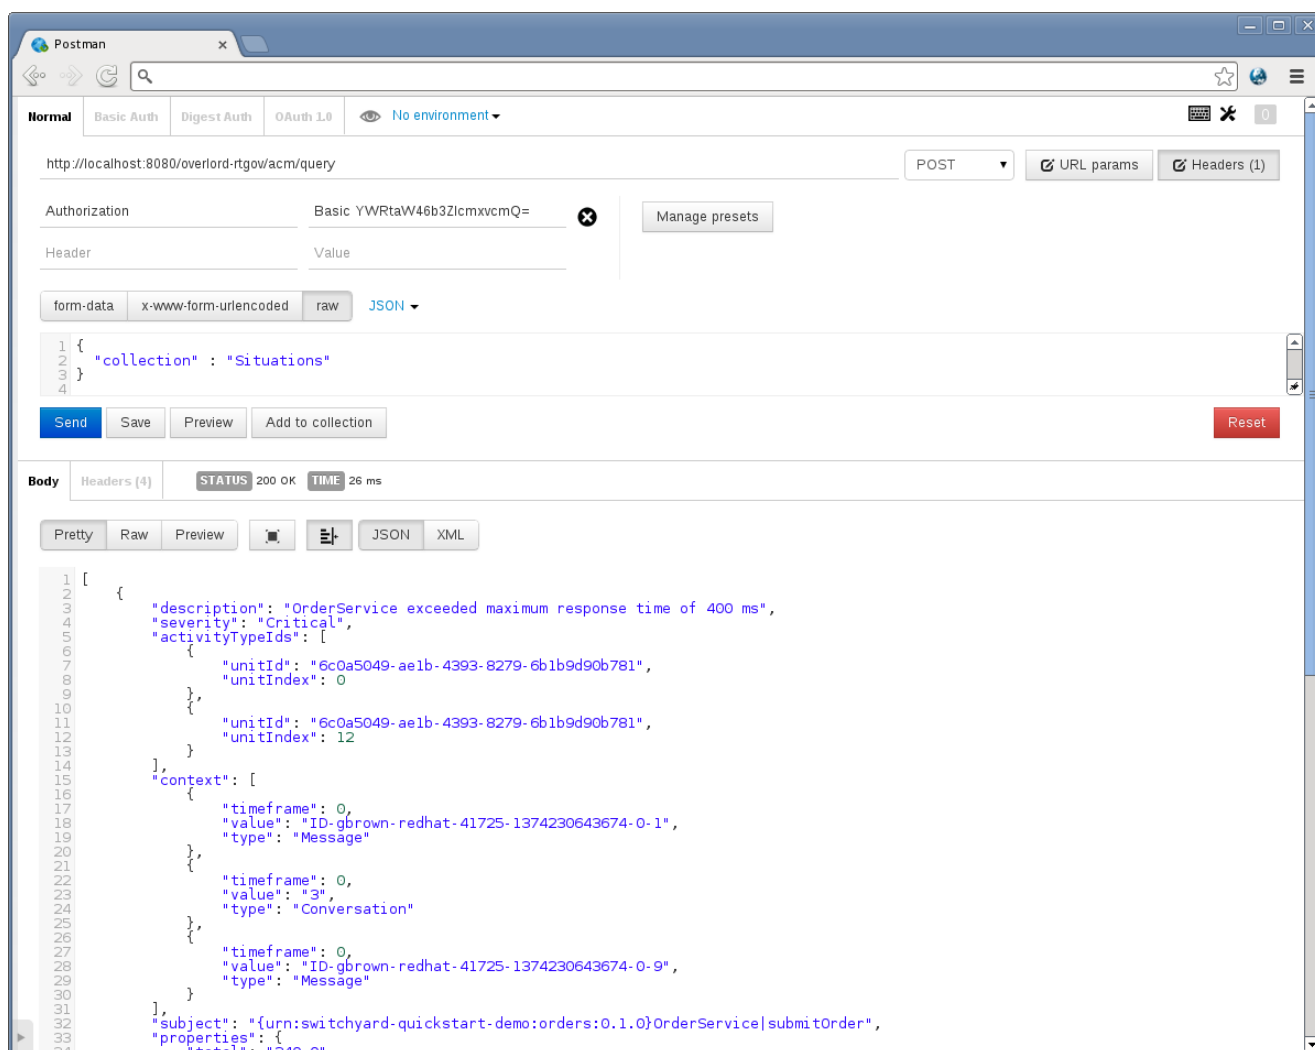 Postman ×
Normal Basic Auth Digest Auth OAuth 1.0 No environment 0
http://localhost:8080/overlord-rtgov/acm/query POST URL params Headers (1)
Authorization Basic YWRtaW46b3ZlcmxvcmQ= Manage presets
Header Value
form-data x-www-form-urlencoded raw JSON
1 {
2 "collection" : "Situations"
3 }
4
Send Save Preview Add to collection Reset
Body Headers (4) STATUS 200 OK TIME 26 ms
Pretty Raw Preview JSON XML
1 [
2 {
3 "description": "OrderService exceeded maximum response time of 400 ms",
4 "severity": "Critical",
5 "activityTypeIds": [
6 {
7 "unitId": "6c0a5049-ae1b-4393-8279-6b1b9d90b781",
8 "unitIndex": 0
9 },
10 {
11 "unitId": "6c0a5049-ae1b-4393-8279-6b1b9d90b781",
12 "unitIndex": 12
13 }
14 ],
15 "context": [
16 {
17 "timeframe": 0,
18 "value": "ID-gbrown-redhat-41725-1374230643674-0-1",
19 "type": "Message"
20 },
21 {
22 "timeframe": 0,
23 "value": "3",
24 "type": "Conversation"
25 },
26 {
27 "timeframe": 0,
28 "value": "ID-gbrown-redhat-41725-1374230643674-0-9",
29 "type": "Message"
30 }
31 ],
32 "subject": "{urn:switchyard-quickstart-demo:orders:0.1.0}OrderService|submitOrder",
33 "properties": {